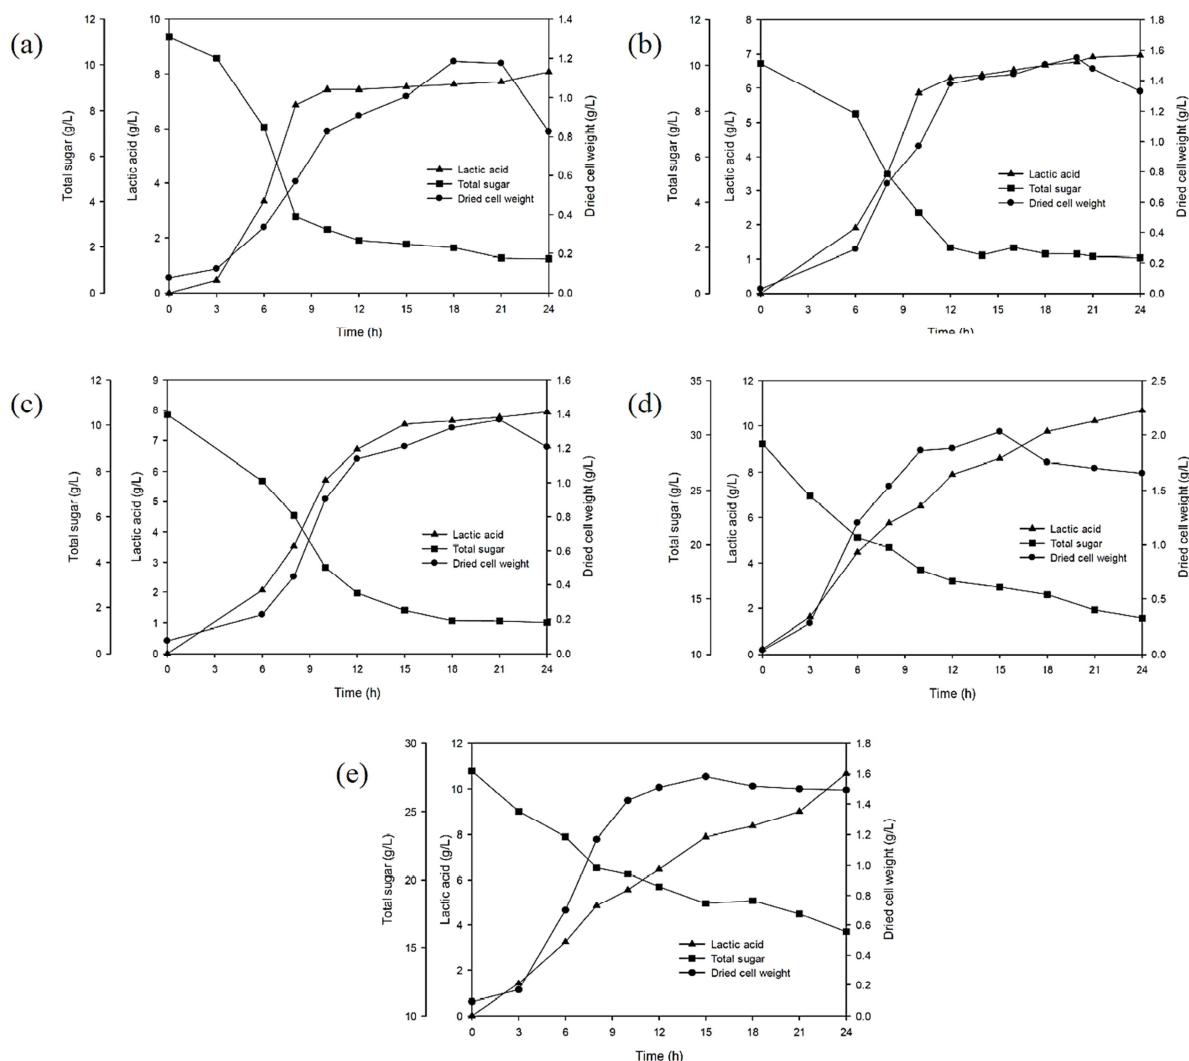 (a)
12
10
8
6
4
2
0
Total sugar (g/L)
10
8
6
4
2
0
Lactic acid (g/L)
1.4
1.2
1.0
0.8
0.6
0.4
0.2
0.0
Dried cell weight (g/L)
Lactic acid
Total sugar
Dried cell weight
0 3 6 9 12 15 18 21 24
Time (h)
(b)
12
10
8
6
4
2
0
Total sugar (g/L)
8
7
6
5
4
3
2
1
0
Lactic acid (g/L)
1.8
1.6
1.4
1.2
1.0
0.8
0.6
0.4
0.2
0.0
Dried cell weight (g/L)
Lactic acid
Total sugar
Dried cell weight
0 3 6 9 12 15 18 21 24
Time (h)
(c)
12
10
8
6
4
2
0
Total sugar (g/L)
9
8
7
6
5
4
3
2
1
0
Lactic acid (g/L)
1.6
1.4
1.2
1.0
0.8
0.6
0.4
0.2
0.0
Dried cell weight (g/L)
Lactic acid
Total sugar
Dried cell weight
0 3 6 9 12 15 18 21 24
Time (h)
(d)
35
30
25
20
15
10
Total sugar (g/L)
12
10
8
6
4
2
0
Lactic acid (g/L)
2.5
2.0
1.5
1.0
0.5
0.0
Dried cell weight (g/L)
Lactic acid
Total sugar
Dried cell weight
0 3 6 9 12 15 18 21 24
Time (h)
(e)
30
25
20
15
10
Total sugar (g/L)
12
10
8
6
4
2
0
Lactic acid (g/L)
1.8
1.6
1.4
1.2
1.0
0.8
0.6
0.4
0.2
0.0
Dried cell weight (g/L)
Lactic acid
Total sugar
Dried cell weight
0 3 6 9 12 15 18 21 24
Time (h)